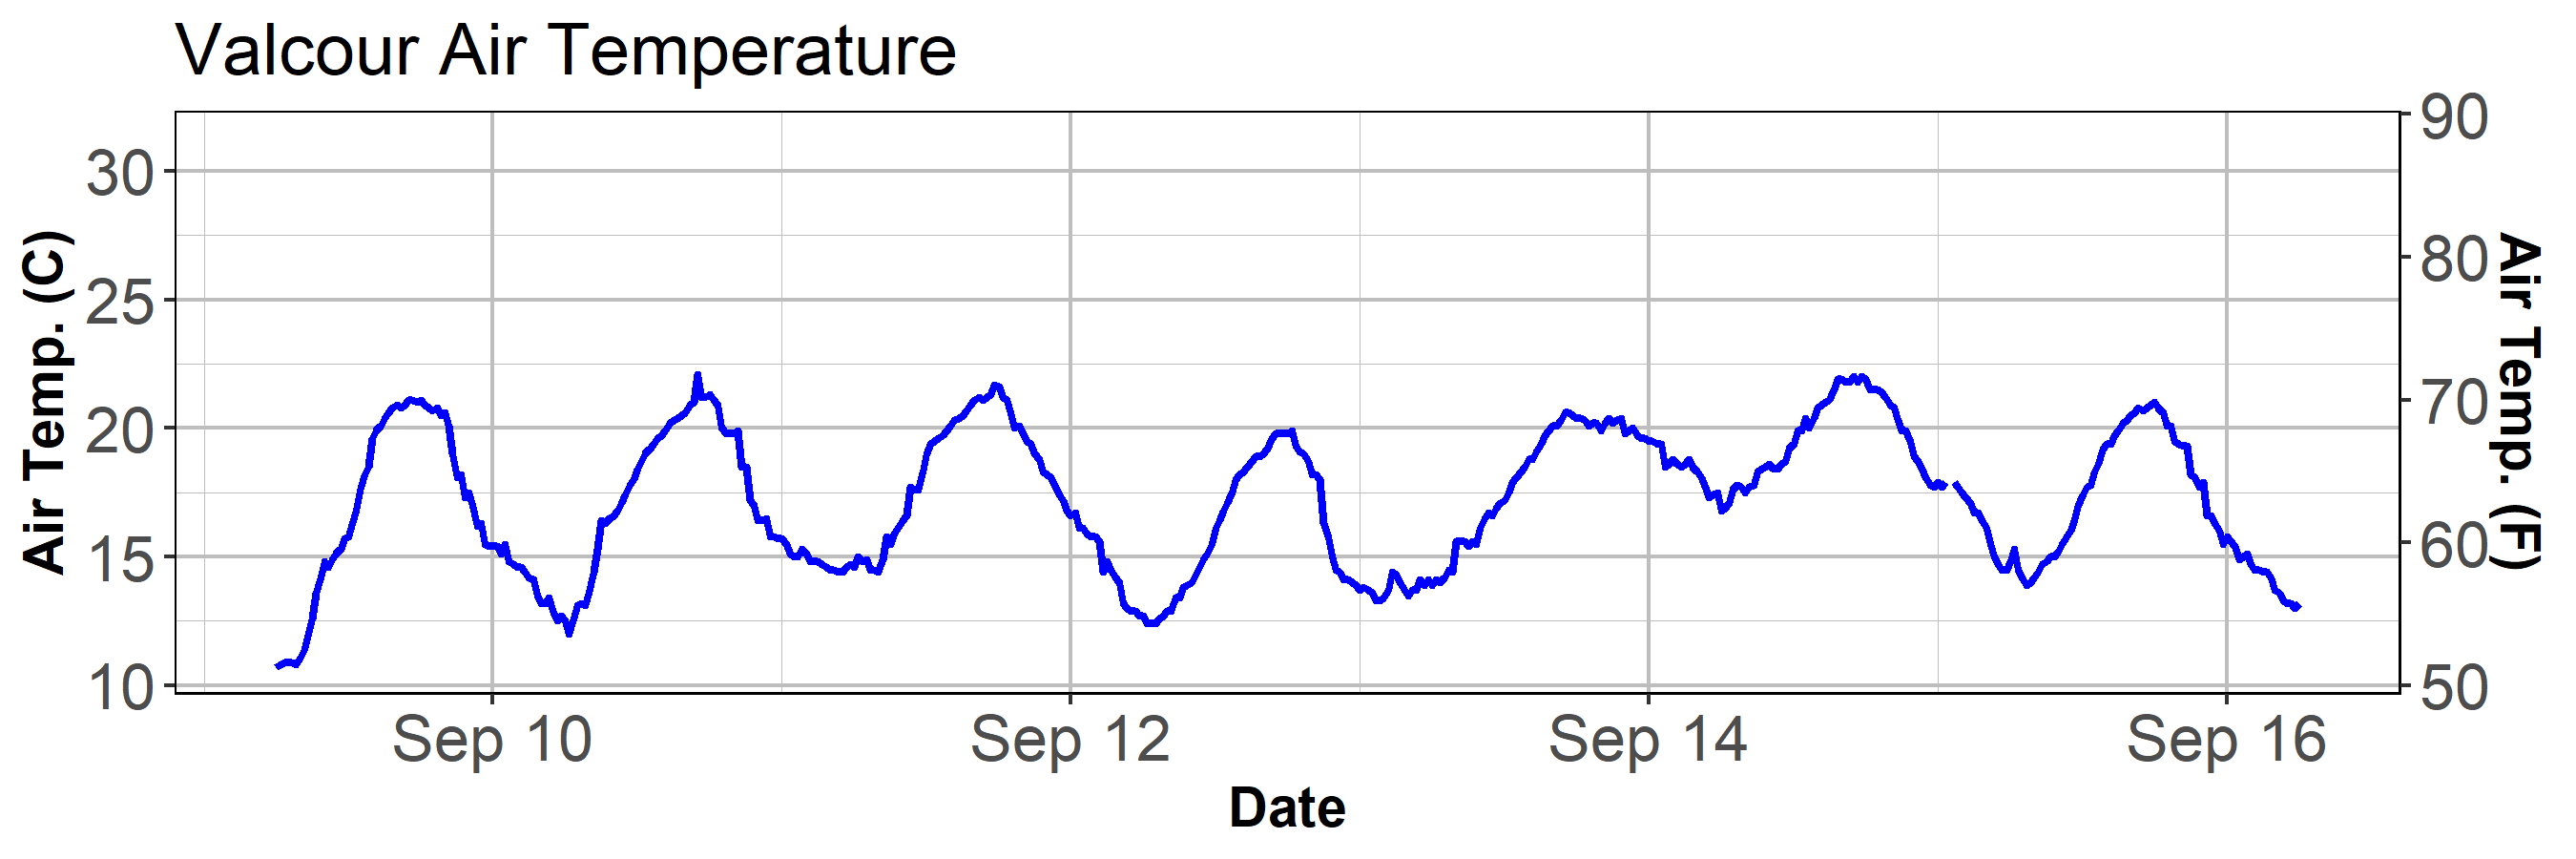 Valcour Air Temperature
Air Temp. (C)
30
25
20
15
10
90
80
70
60
50
Air Temp. (F)
Sep 10
Sep 12
Sep 14
Sep 16
Date